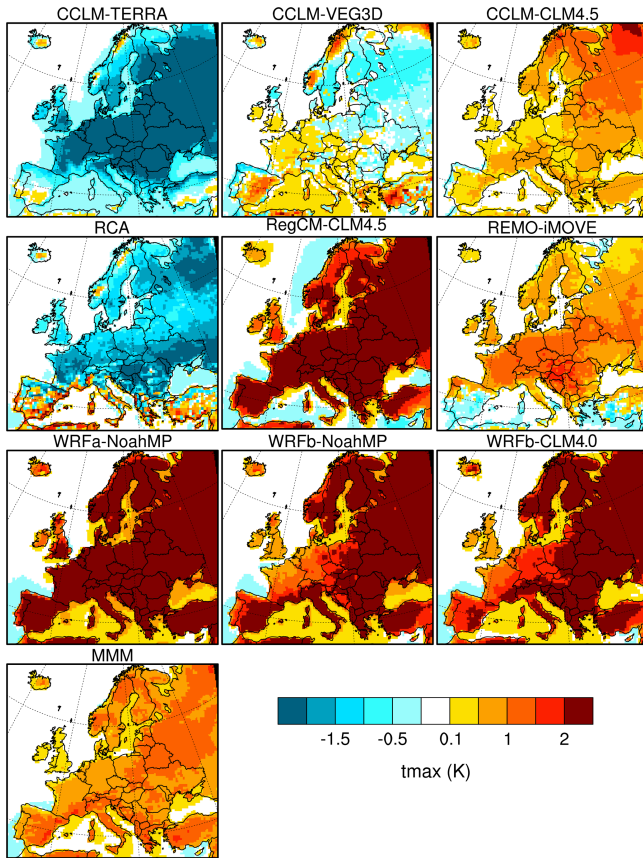 CCLM-TERRA CCLM-VEG3D CCLM-CLM4.5
RCA RegCM-CLM4.5 REMO-iMOVE
WRFa-NoahMP WRFb-NoahMP WRFb-CLM4.0
MMM
-1.5 -0.5 0.1 1 2
tmax (K)